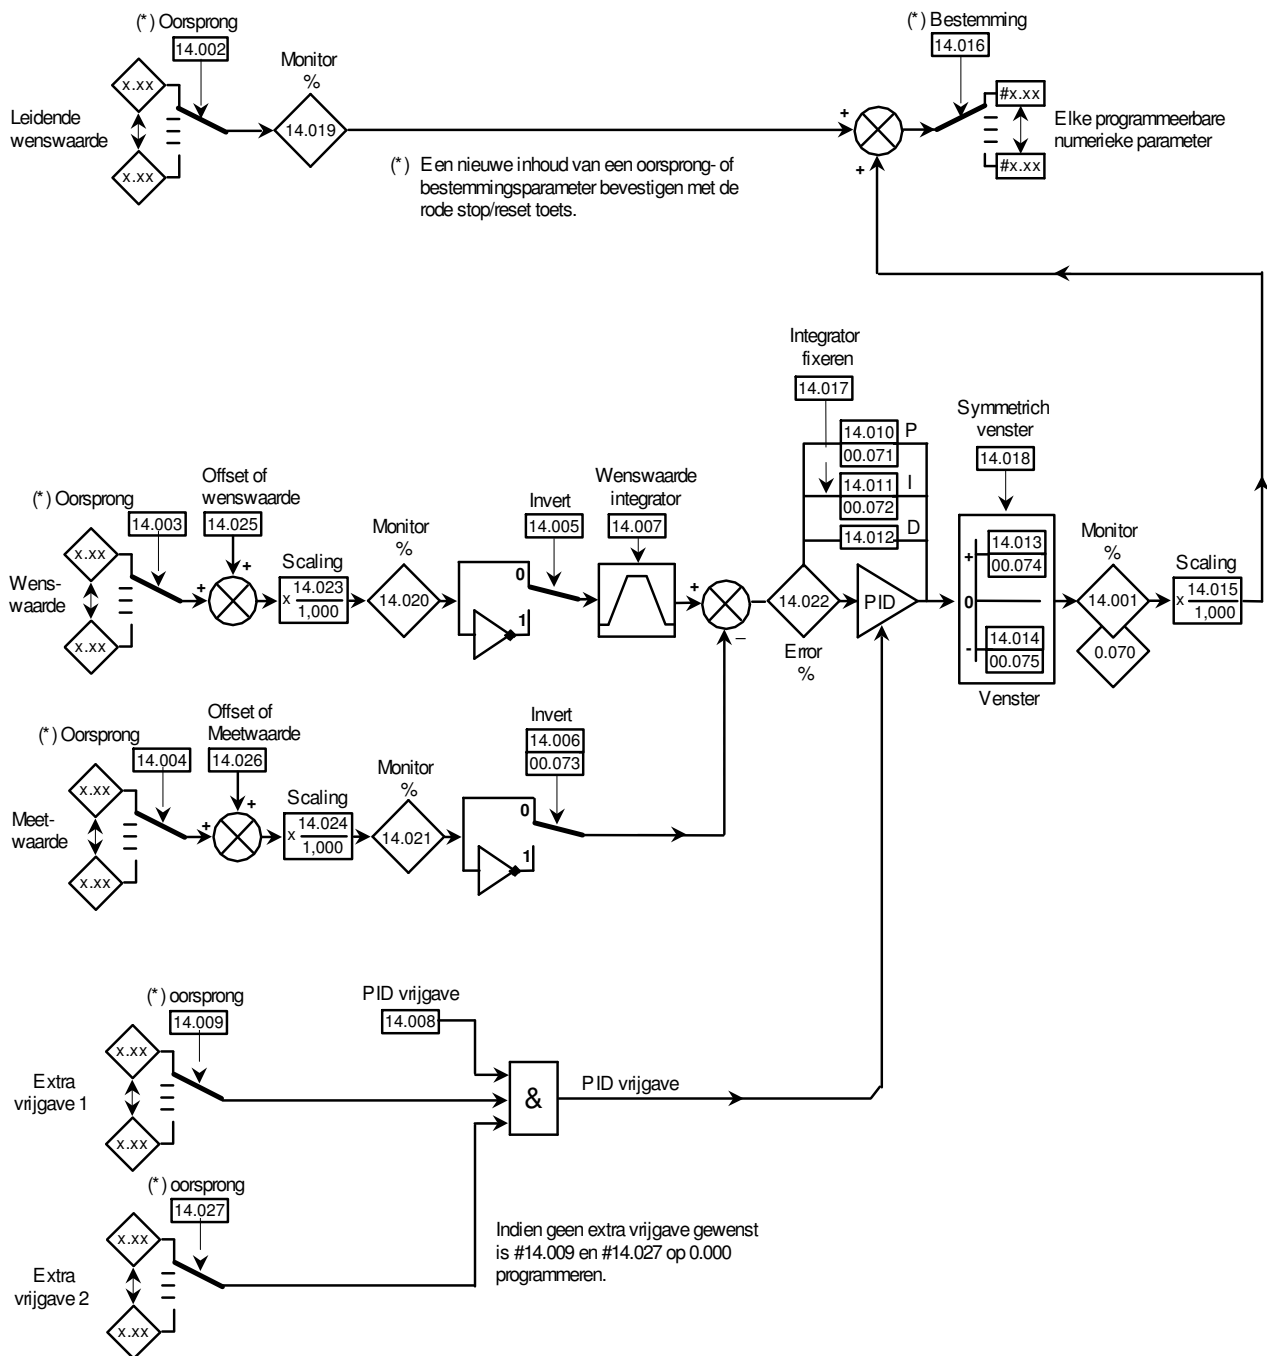 (*) Oorsprong
14.002
Monitor
%
x.xx
Leidende
wenswaarde
14.019
x.xx
(*) Bestemming
14.016
+
+
#x.xx
#x.xx
Elke programmeerbare
numerieke parameter
(*) Een nieuwe inhoud van een oorsprong- of
bestemmingsparameter bevestigen met de
rode stop/reset toets.
Integrator
fixeren
14.017
14.010 P
00.071
14.011 I
00.072
14.012 D
Symmetrich
venster
14.018
(*) Oorsprong
14.003
Offset of
wenswaarde
14.025
x.xx
Wens-
waarde
x.xx
+
+
Scaling
x 14.023
1,000
Monitor
%
14.020
Invert
14.005
0
1
Wenswaarde
integrator
14.007
+
–
14.022
Error
%
PID
+
14.013
00.074
0
-
14.014
00.075
Venster
Monitor
%
14.001
0.070
Scaling
x 14.015
1,000
(*) Oorsprong
14.004
Offset of
Meetwaarde
14.026
x.xx
Meet-
waarde
x.xx
+
+
Scaling
x 14.024
1,000
Monitor
%
14.021
Invert
14.006
00.073
0
1
(*) oorsprong
14.009
x.xx
Extra
vrijgave 1
x.xx
PID vrijgave
14.008
&
PID vrijgave
(*) oorsprong
14.027
x.xx
Extra
vrijgave 2
x.xx
Indien geen extra vrijgave gewenst
is #14.009 en #14.027 op 0.000
programmeren.